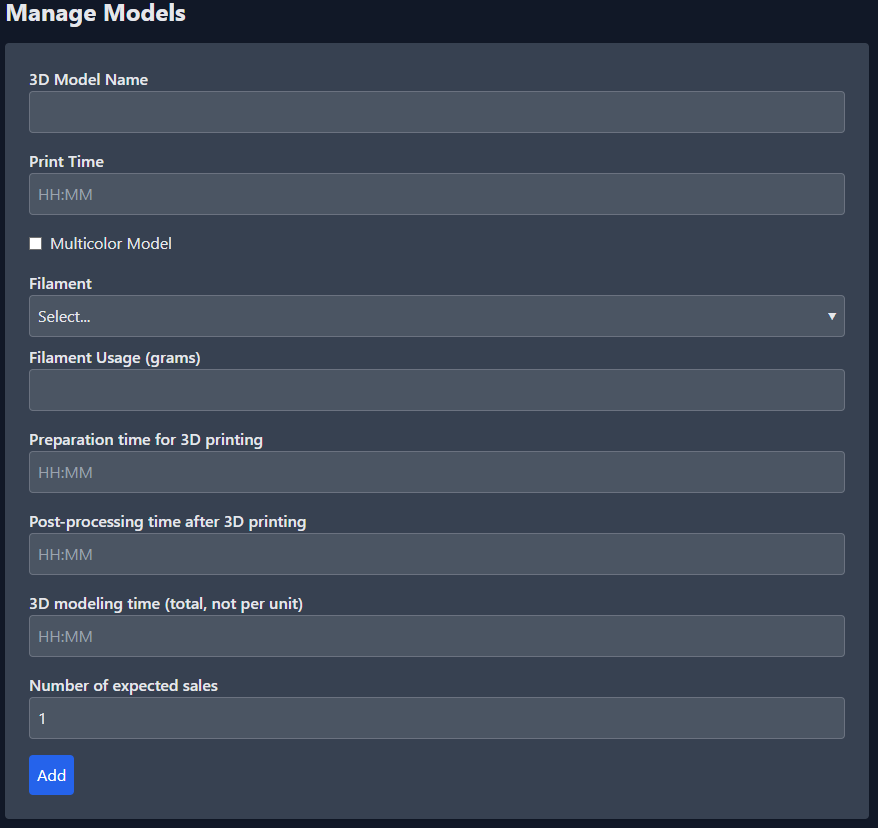 Manage Models
3D Model Name
Print Time
HH:MM
Multicolor Model
Filament
Select...
Filament Usage (grams)
Preparation time for 3D printing
HH:MM
Post-processing time after 3D printing
HH:MM
3D modeling time (total, not per unit)
HH:MM
Number of expected sales
1
Add